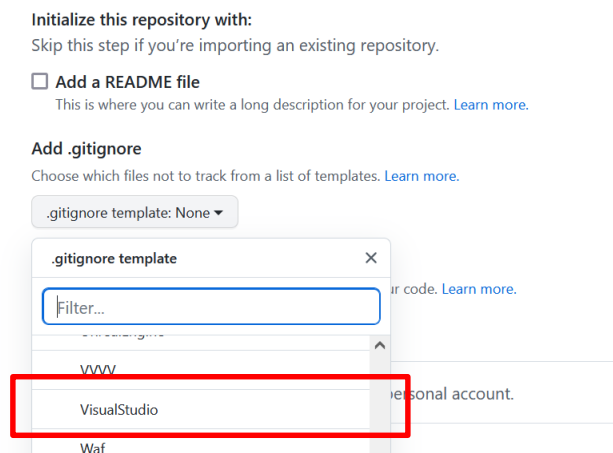 Initialize this repository with:
Skip this step if you’re importing an existing repository.
Add a README file
This is where you can write a long description for your project. Learn more.
Add .gitignore
Choose which files not to track from a list of templates. Learn more.
.gitignore template: None
.gitignore template
Filter...
ur code. Learn more.
UnrealEngine
VVVV
personal account.
VisualStudio
Waf